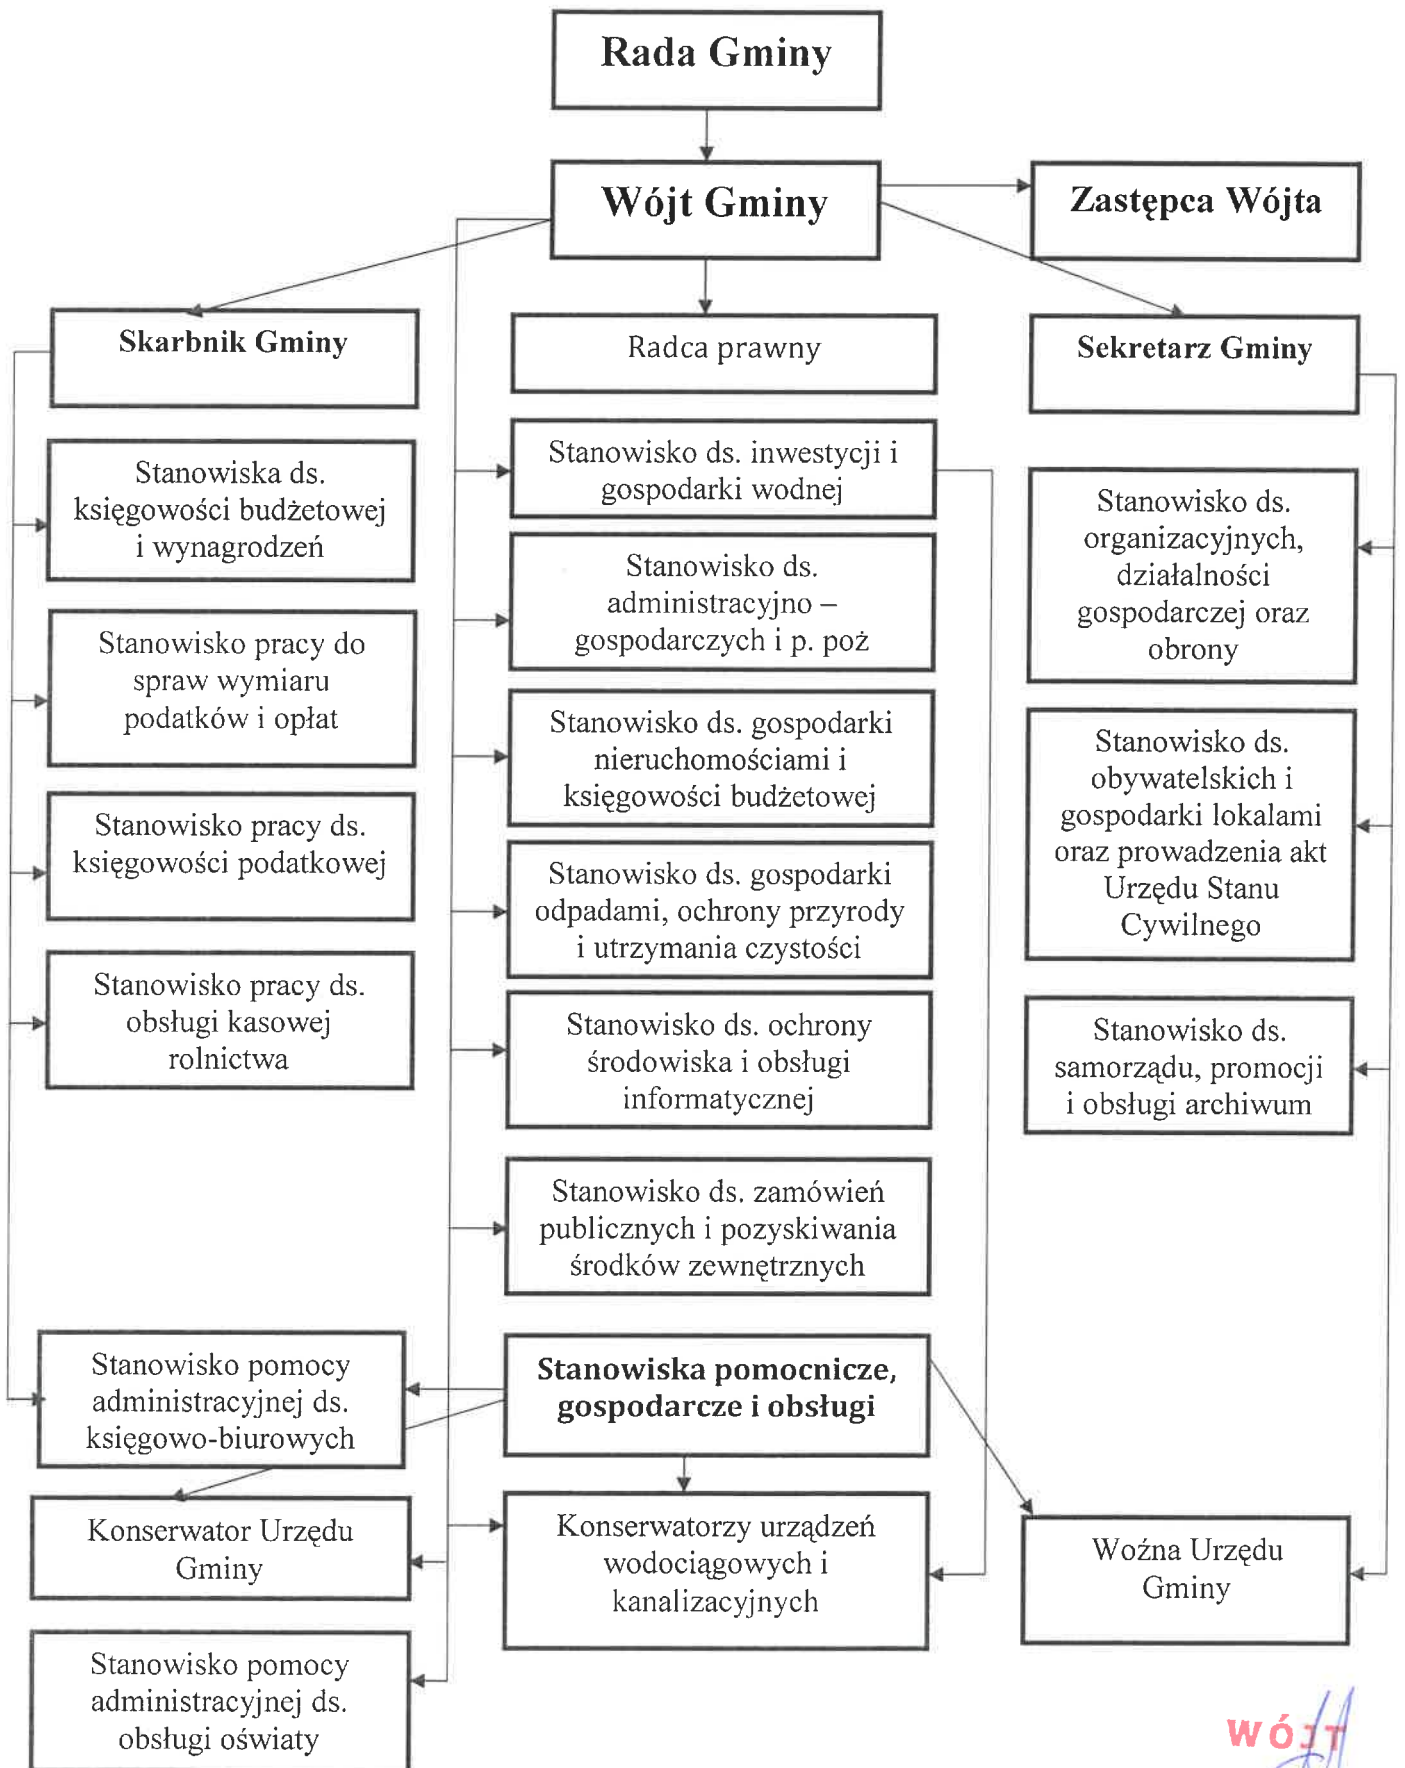 Rada Gminy
Wójt Gminy
Zastępca Wójta
Skarbnik Gminy
Radca prawny
Sekretarz Gminy
Stanowiska ds.
księgowości budżetowej
i wynagrodzeń
Stanowisko pracy do
spraw wymiaru
podatków i opłat
Stanowisko pracy ds.
księgowości podatkowej
Stanowisko pracy ds.
obsługi kasowej
rolnictwa
Stanowisko ds. inwestycji i
gospodarki wodnej
Stanowisko ds.
administracyjno –
gospodarczych i p. poż
Stanowisko ds. gospodarki
nieruchomościami i
księgowości budżetowej
Stanowisko ds. gospodarki
odpadami, ochrony przyrody
i utrzymania czystości
Stanowisko ds. ochrony
środowiska i obsługi
informatycznej
Stanowisko ds. zamówień
publicznych i pozyskiwania
środków zewnętrznych
Stanowisko ds.
organizacyjnych,
działalności
gospodarczej oraz
obrony
Stanowisko ds.
obywatelskich i
gospodarki lokalami
oraz prowadzenia akt
Urzędu Stanu
Cywilnego
Stanowisko ds.
samorządu, promocji
i obsługi archiwum
Stanowisko pomocy
administracyjnej ds.
księgowo-biurowych
Stanowiska pomocnicze,
gospodarcze i obsługi
Konserwator Urzędu
Gminy
Konserwatorzy urządzeń
wodociągowych i
kanalizacyjnych
Woźna Urzędu
Gminy
Stanowisko pomocy
administracyjnej ds.
obsługi oświaty
WÓJT